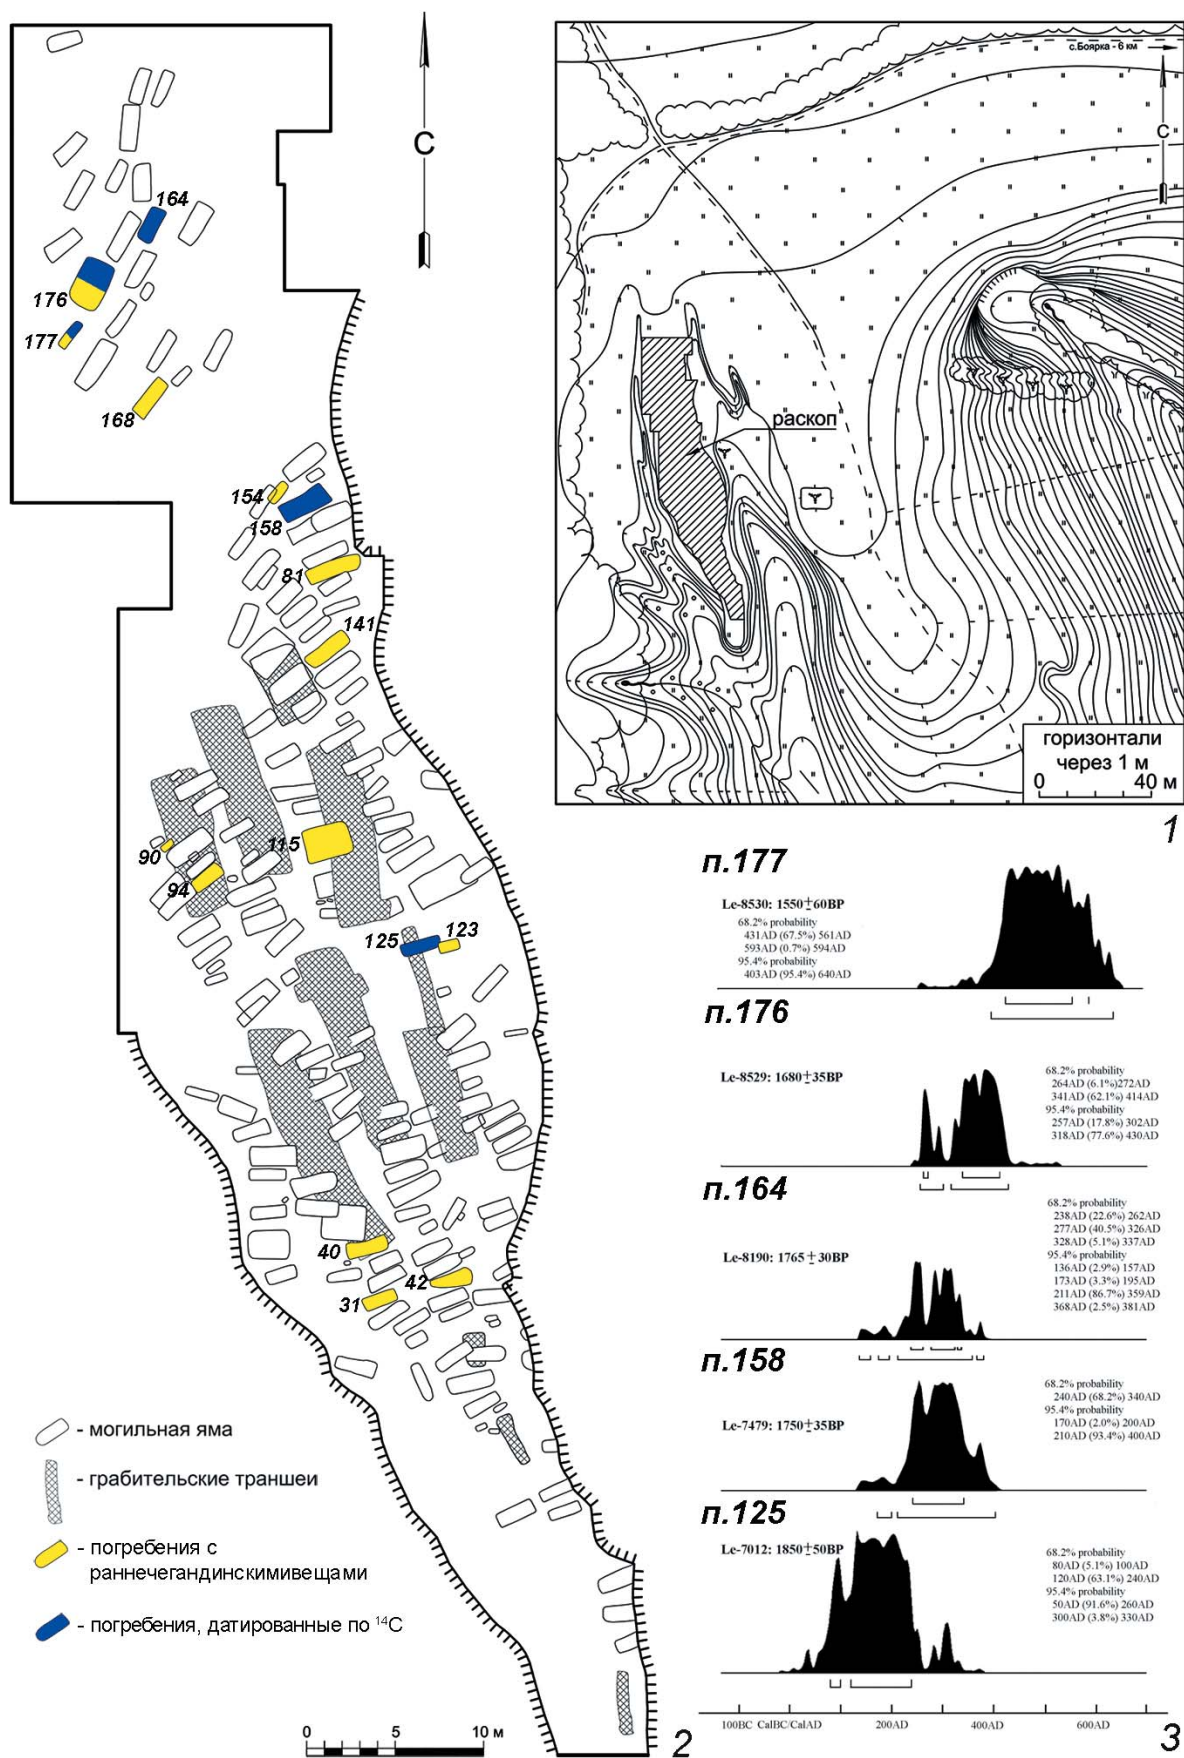 С
164
176
177
168
154
158
81
141
90
94
115
125
123
40
42
31
- могильная яма
- грабительские траншеи
- погребения с
раннечегандинскимивещами
- погребения, датированные по ¹⁴С
0 5 10 м
2
с.Боярка - 6 км
С
раскоп
горизонтали
через 1 м
0 40 м
1
п.177
Le-8530: 1550±60BP
68.2% probability
431AD (67.5%) 561AD
593AD (0.7%) 594AD
95.4% probability
403AD (95.4%) 640AD
п.176
Le-8529: 1680±35BP
68.2% probability
264AD (6.1%)272AD
341AD (62.1%) 414AD
95.4% probability
257AD (17.8%) 302AD
318AD (77.6%) 430AD
п.164
Le-8190: 1765±30BP
68.2% probability
238AD (22.6%) 262AD
277AD (40.5%) 326AD
328AD (5.1%) 337AD
95.4% probability
136AD (2.9%) 157AD
173AD (3.3%) 195AD
211AD (86.7%) 359AD
368AD (2.5%) 381AD
п.158
Le-7479: 1750±35BP
68.2% probability
240AD (68.2%) 340AD
95.4% probability
170AD (2.0%) 200AD
210AD (93.4%) 400AD
п.125
Le-7012: 1850±50BP
68.2% probability
80AD (5.1%) 100AD
120AD (63.1%) 240AD
95.4% probability
50AD (91.6%) 260AD
300AD (3.8%) 330AD
100BC CalBC/CalAD 200AD 400AD 600AD
3